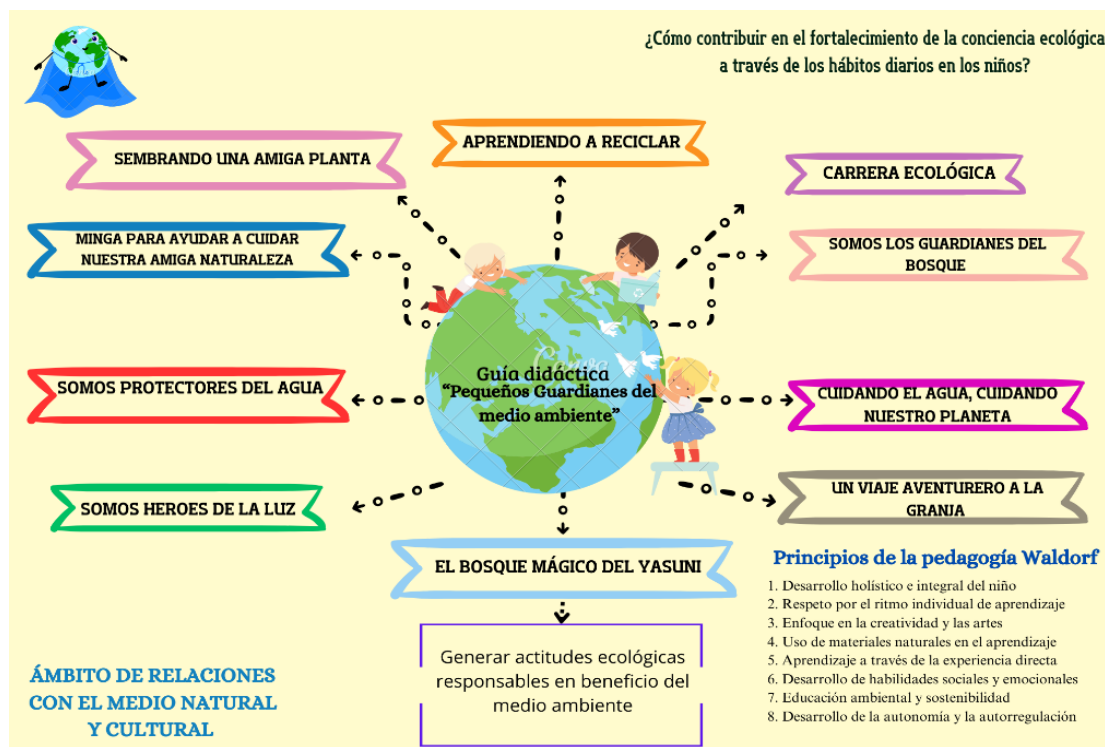 ¿Cómo contribuir en el fortalecimiento de la conciencia ecológica
a través de los hábitos diarios en los niños?
SEMBRANDO UNA AMIGA PLANTA
APRENDIENDO A RECICLAR
CARRERA ECOLÓGICA
MINGA PARA AYUDAR A CUIDAR
NUESTRA AMIGA NATURALEZA
SOMOS LOS GUARDIANES DEL
BOSQUE
Canva
Guía didáctica
“Pequeños Guardianes del
medio ambiente”
SOMOS PROTECTORES DEL AGUA
CUIDANDO EL AGUA, CUIDANDO
NUESTRO PLANETA
SOMOS HEROES DE LA LUZ
UN VIAJE AVENTURERO A LA
GRANJA
EL BOSQUE MÁGICO DEL YASUNI
Generar actitudes ecológicas
responsables en beneficio del
medio ambiente
ÁMBITO DE RELACIONES
CON EL MEDIO NATURAL
Y CULTURAL
Principios de la pedagogía Waldorf
1. Desarrollo holístico e integral del niño
2. Respeto por el ritmo individual de aprendizaje
3. Enfoque en la creatividad y las artes
4. Uso de materiales naturales en el aprendizaje
5. Aprendizaje a través de la experiencia directa
6. Desarrollo de habilidades sociales y emocionales
7. Educación ambiental y sostenibilidad
8. Desarrollo de la autonomía y la autorregulación